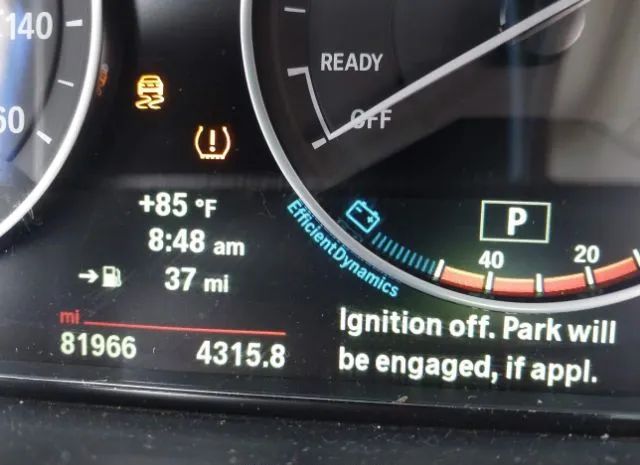 140
60
READY
OFF
+85 °F
8:48 am
37 mi
mi
81966 4315.8
EfficientDynamics
P
40 20
Ignition off. Park will
be engaged, if appl.